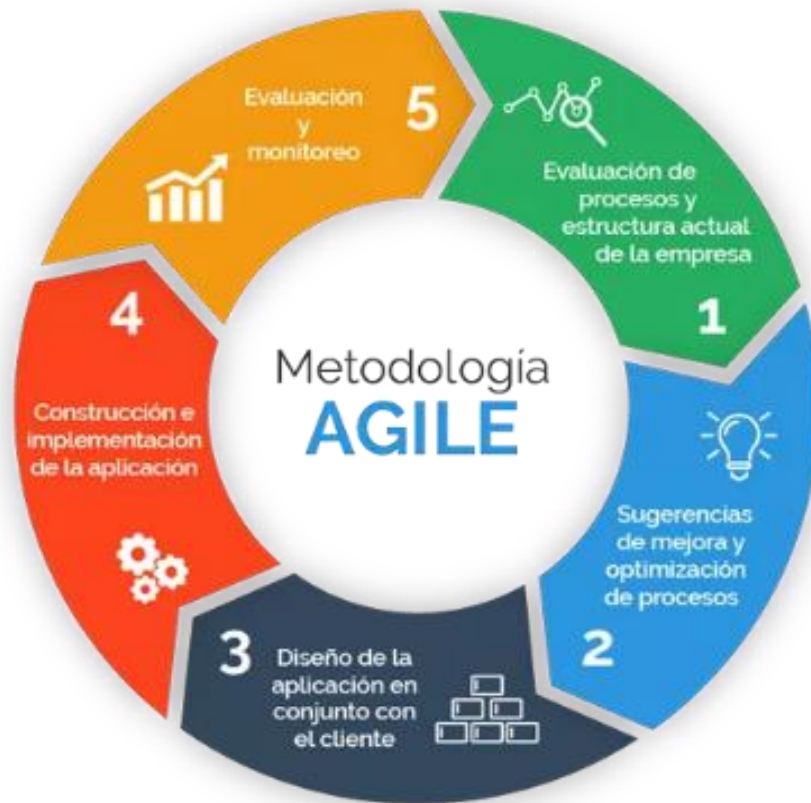 Metodología
AGILE
Evaluación de
procesos y
estructura actual
de la empresa
1
Sugerencias
de mejora y
optimización
de procesos
2
3
Diseño de la
aplicación en
conjunto con
el cliente
4
Construcción e
implementación
de la aplicación
5
Evaluación
y
monitoreo